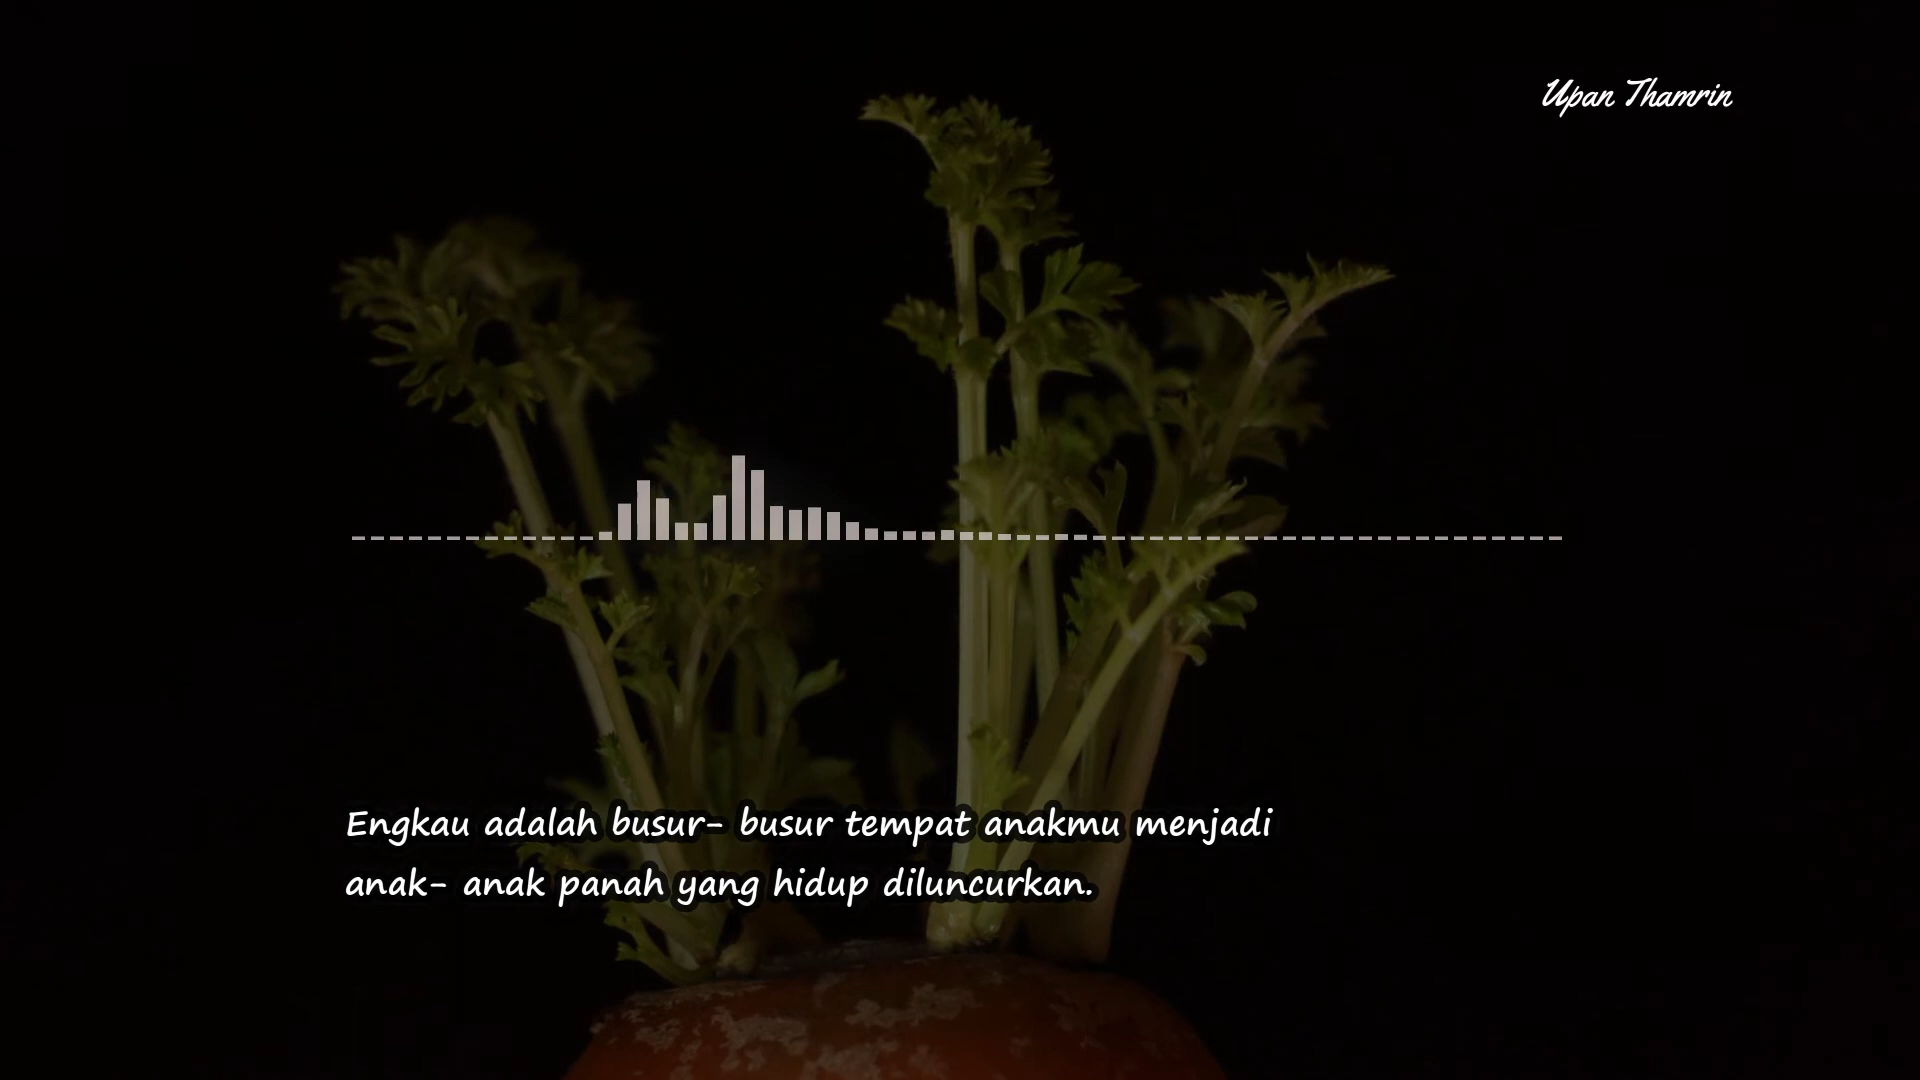 Upan Thamrin
Engkau adalah busur- busur tempat anakmu menjadi
anak- anak panah yang hidup diluncurkan.